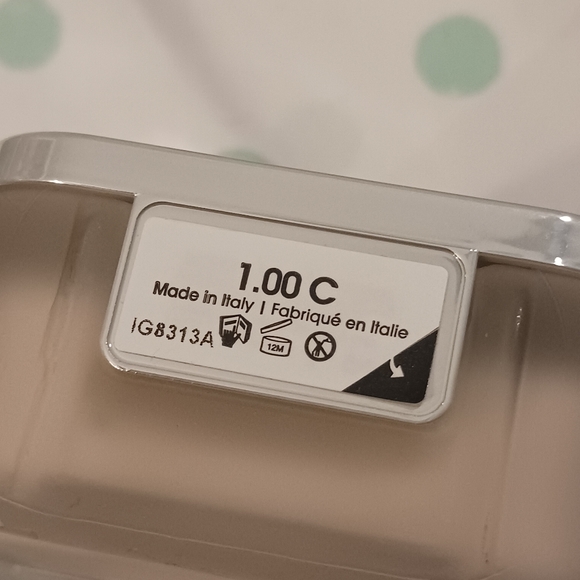 1.00 C
Made in Italy | Fabriqué en Italie
IG8313A 12M